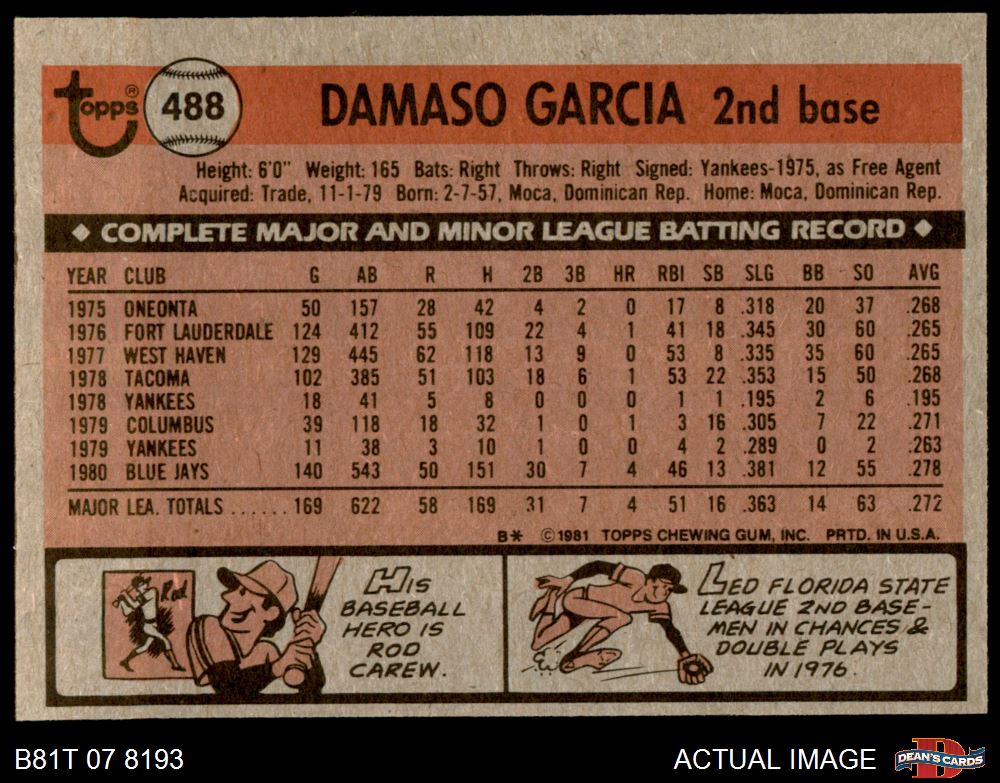 Topps® 488 DAMASO GARCIA 2nd base
Height: 6'0" Weight: 165 Bats: Right Throws: Right Signed: Yankees-1975, as Free Agent
Acquired: Trade, 11-1-79 Born: 2-7-57, Moca, Dominican Rep. Home: Moca, Dominican Rep.
◆ COMPLETE MAJOR AND MINOR LEAGUE BATTING RECORD ◆
YEAR CLUB G AB R H 2B 3B HR RBI SB SLG BB SO AVG
1975 ONEONTA 50 157 28 42 4 2 0 17 8 .318 20 37 .268
1976 FORT LAUDERDALE 124 412 55 109 22 4 1 41 18 .345 30 60 .265
1977 WEST HAVEN 129 445 62 118 13 9 0 53 8 .335 35 60 .265
1978 TACOMA 102 385 51 103 18 6 1 53 22 .353 15 50 .268
1978 YANKEES 18 41 5 8 0 0 0 1 1 .195 2 6 .195
1979 COLUMBUS 39 118 18 32 1 0 1 3 16 .305 7 22 .271
1979 YANKEES 11 38 3 10 1 0 0 4 2 .289 0 2 .263
1980 BLUE JAYS 140 543 50 151 30 7 4 46 13 .381 12 55 .278
MAJOR LEA. TOTALS ...... 169 622 58 169 31 7 4 51 16 .363 14 63 .272
B* ©1981 TOPPS CHEWING GUM, INC. PRTD. IN U.S.A.
Rod
HIS
BASEBALL
HERO IS
ROD
CAREW.
LED FLORIDA STATE
LEAGUE 2ND BASE-
MEN IN CHANCES &
DOUBLE PLAYS
IN 1976.
B81T 07 8193 ACTUAL IMAGE D DEAN'S CARDS